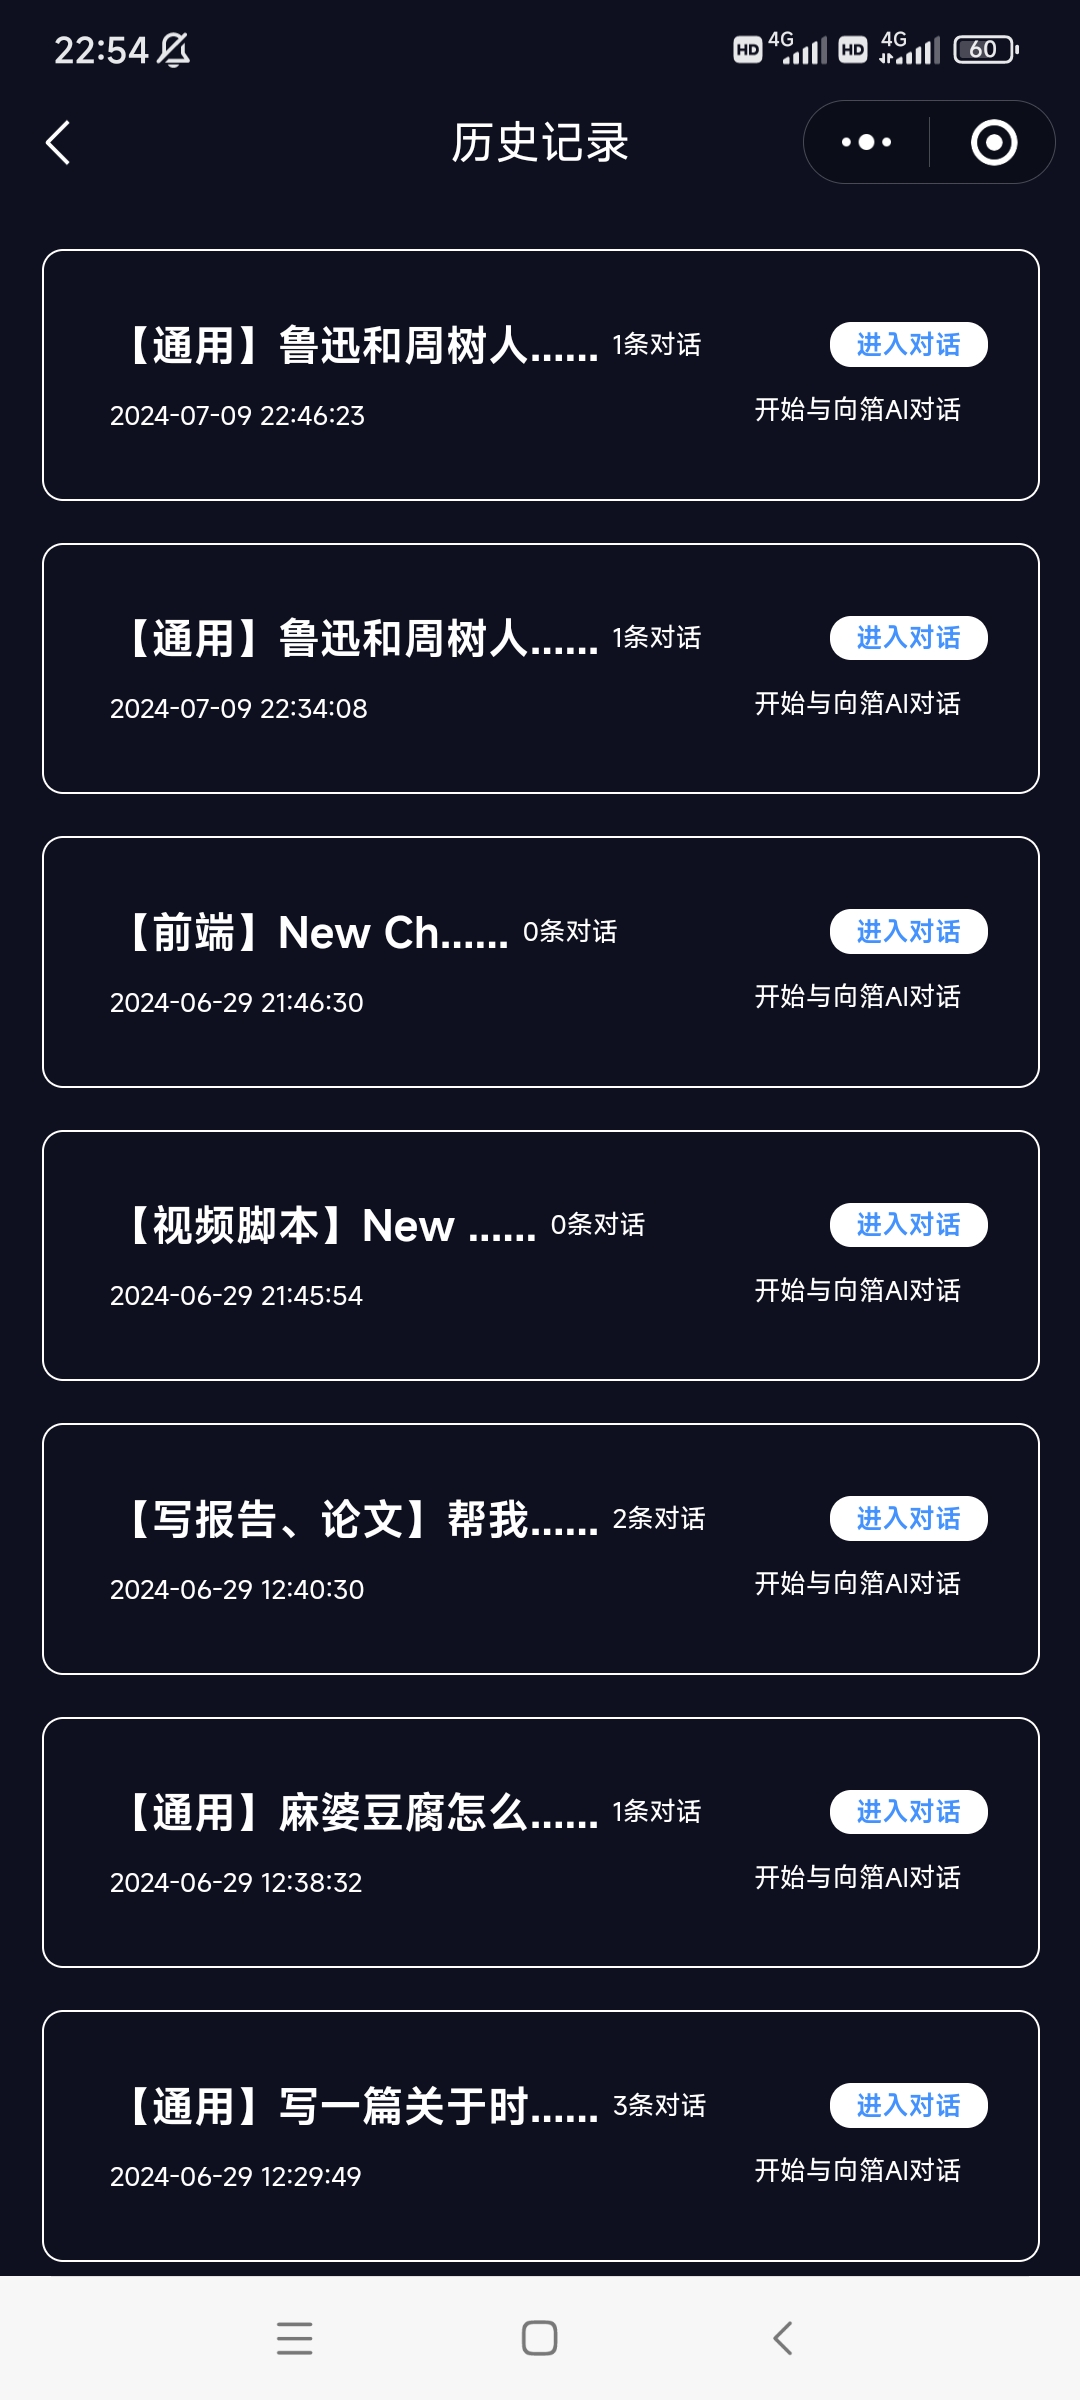 22:54 HD 4G HD 4G 60
历史记录
【通用】鲁迅和周树人...... 1条对话 进入对话
2024-07-09 22:46:23 开始与向箔AI对话
【通用】鲁迅和周树人...... 1条对话 进入对话
2024-07-09 22:34:08 开始与向箔AI对话
【前端】New Ch...... 0条对话 进入对话
2024-06-29 21:46:30 开始与向箔AI对话
【视频脚本】New ...... 0条对话 进入对话
2024-06-29 21:45:54 开始与向箔AI对话
【写报告、论文】帮我...... 2条对话 进入对话
2024-06-29 12:40:30 开始与向箔AI对话
【通用】麻婆豆腐怎么...... 1条对话 进入对话
2024-06-29 12:38:32 开始与向箔AI对话
【通用】写一篇关于时...... 3条对话 进入对话
2024-06-29 12:29:49 开始与向箔AI对话